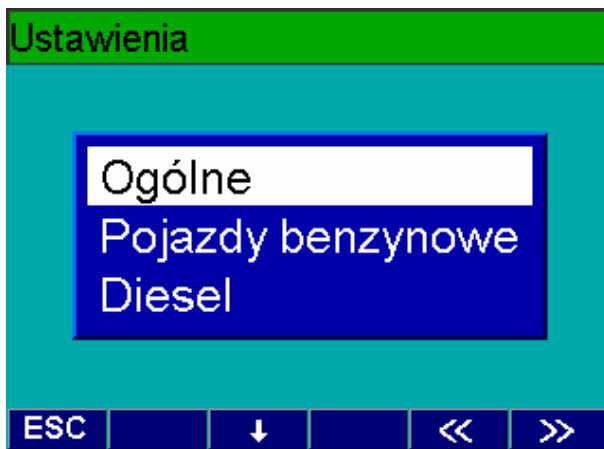 Ustawienia
Ogólne
Pojazdy benzynowe
Diesel
ESC ↓ << >>